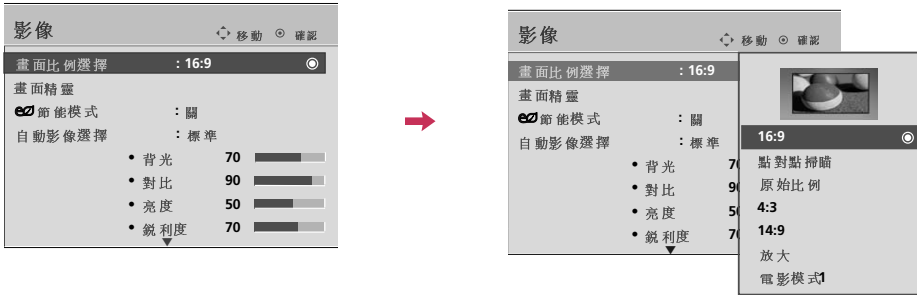 影像 移動 ⊙ 確認
畫面比例選擇 : 16:9
畫面精靈
節能模式 : 關
自動影像選擇 : 標準
• 背光 70
• 對比 90
• 亮度 50
• 銳利度 70
影像 移動 ⊙ 確認
畫面比例選擇 : 16:9
畫面精靈
節能模式 : 關
自動影像選擇 : 標準
• 背光 70
• 對比 90
• 亮度 50
• 銳利度 70
16:9
點對點掃瞄
原始比例
4:3
14:9
放大
電影模式1